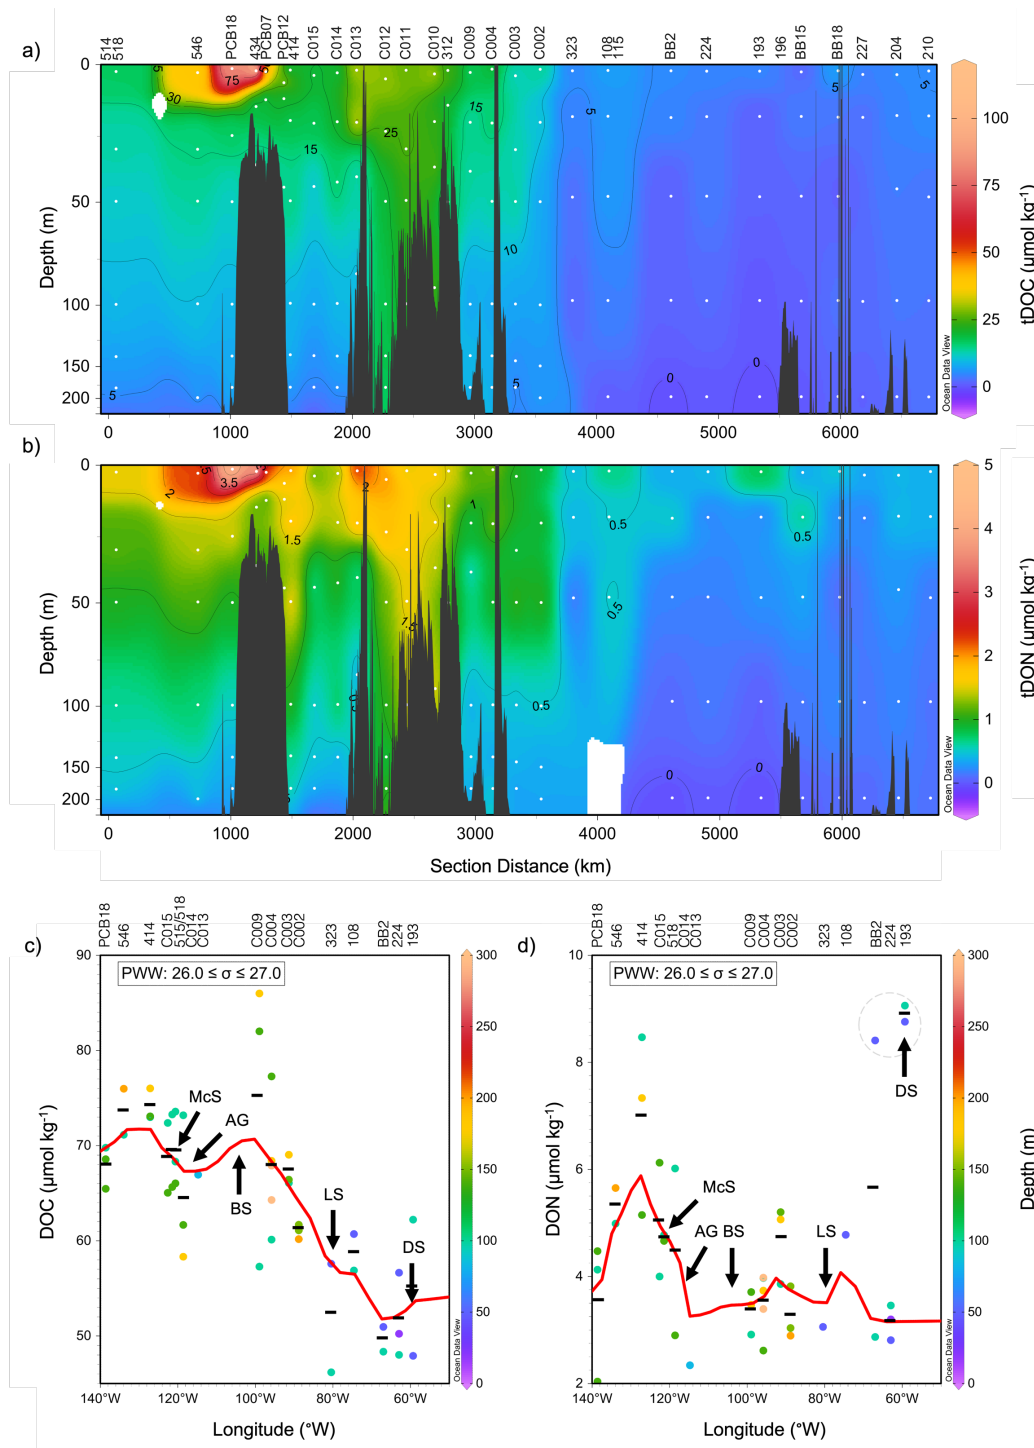 a)
514
518
546
PCB18
434
PCB07
PCB12
414
C015
C014
C013
C012
C011
C010
312
C009
C004
C003
C002
323
108
115
BB2
224
193
196
BB15
BB18
227
204
210
0
50
100
150
200
Depth (m)
75
30
15
25
15
10
5
5
5
5
5
0
0
0
1000
2000
3000
4000
5000
6000
100
75
50
25
0
tDOC (µmol kg⁻¹)
Ocean Data View
b)
0
50
100
150
200
Depth (m)
2
3.5
1.5
2
1.5
1
0.5
0.5
0.5
0.5
0
0
0
1000
2000
3000
4000
5000
6000
Section Distance (km)
5
4
3
2
1
0
tDON (µmol kg⁻¹)
Ocean Data View
c)
PCB18
546
414
C015
515/518
C014
C013
C009
C004
C003
C002
323
108
BB2
224
193
PWW: 26.0 ≤ σ ≤ 27.0
90
80
70
60
50
DOC (µmol kg⁻¹)
McS
AG
BS
LS
DS
140°W
120°W
100°W
80°W
60°W
Longitude (°W)
300
250
200
150
100
50
0
Ocean Data View
d)
PCB18
546
414
C015
518
C014
C013
C009
C004
C003
C002
323
108
BB2
224
193
PWW: 26.0 ≤ σ ≤ 27.0
10
8
6
4
2
DON (µmol kg⁻¹)
McS
AG BS
LS
DS
140°W
120°W
100°W
80°W
60°W
Longitude (°W)
300
250
200
150
100
50
0
Depth (m)
Ocean Data View